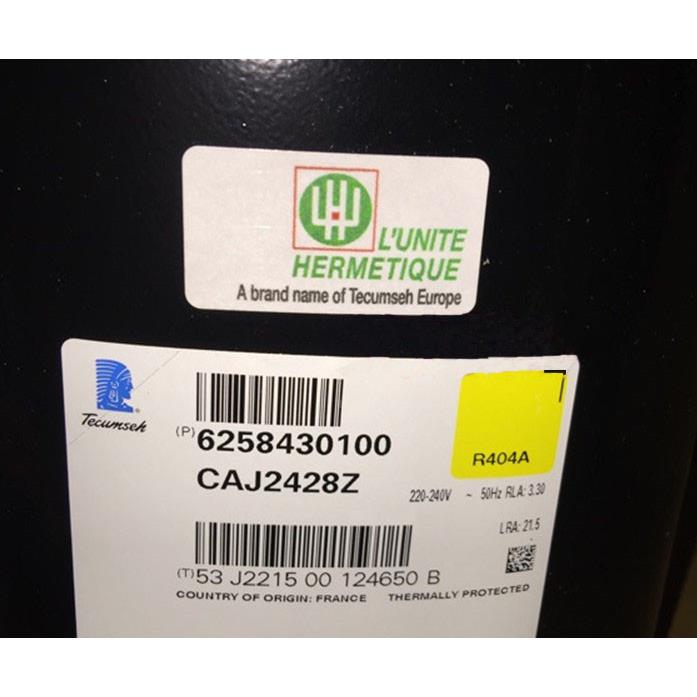 L'UNITE
HERMETIQUE
A brand name of Tecumseh Europe
Tecumseh
(P)6258430100
R404A
CAJ2428Z
220-240V ~ 50Hz RLA: 3.30
LRA: 21.5
(T)53 J2215 00 124650 B
COUNTRY OF ORIGIN: FRANCE THERMALLY PROTECTED